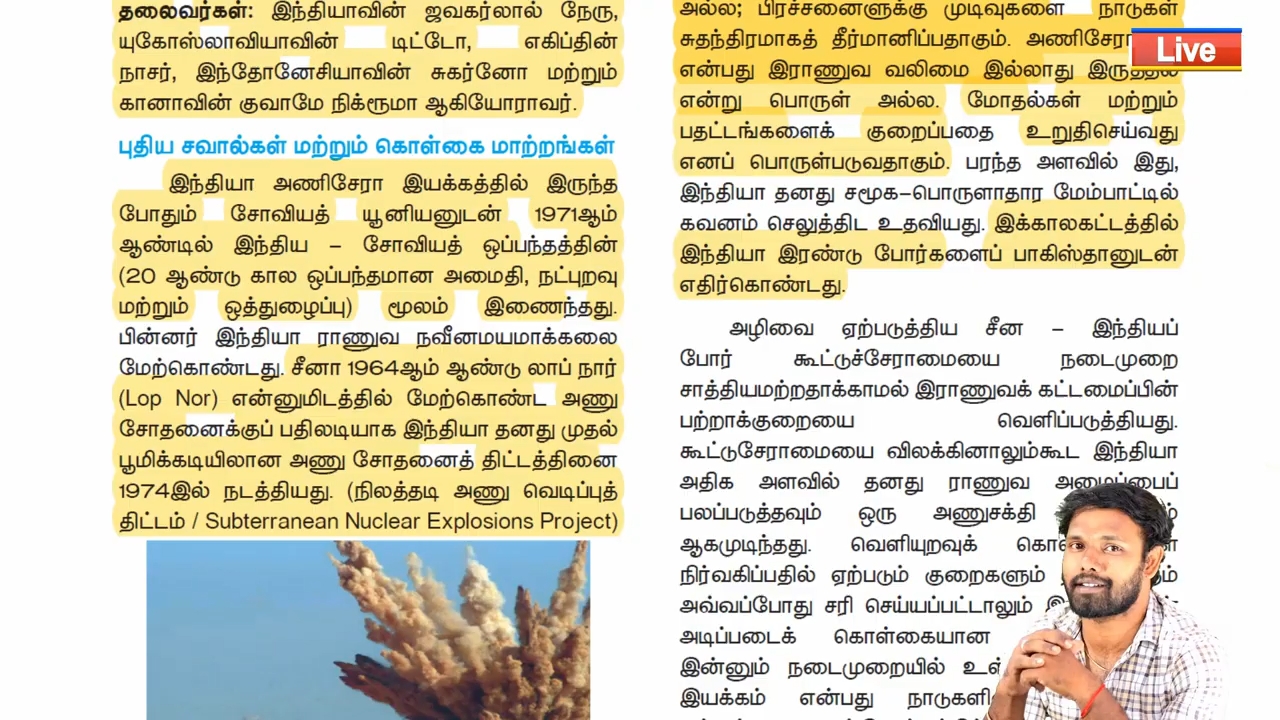 தலைவர்கள்: இந்தியாவின் ஜவகர்லால் நேரு,
யுகோஸ்லாவியாவின் டிட்டோ, எகிப்தின்
நாசர், இந்தோனேசியாவின் சுகர்னோ மற்றும்
கானாவின் குவாமே நிக்ரூமா ஆகியோராவர்.
புதிய சவால்கள் மற்றும் கொள்கை மாற்றங்கள்
இந்தியா அணிசேரா இயக்கத்தில் இருந்த
போதும் சோவியத் யூனியனுடன் 1971ஆம்
ஆண்டில் இந்திய – சோவியத் ஒப்பந்தத்தின்
(20 ஆண்டு கால ஒப்பந்தமான அமைதி, நட்புறவு
மற்றும் ஒத்துழைப்பு) மூலம் இணைந்தது.
பின்னர் இந்தியா ராணுவ நவீனமயமாக்கலை
மேற்கொண்டது. சீனா 1964ஆம் ஆண்டு லாப் நார்
(Lop Nor) என்னுமிடத்தில் மேற்கொண்ட அணு
சோதனைக்குப் பதிலடியாக இந்தியா தனது முதல்
பூமிக்கடியிலான அணு சோதனைத் திட்டத்தினை
1974இல் நடத்தியது. (நிலத்தடி அணு வெடிப்புத்
திட்டம் / Subterranean Nuclear Explosions Project)
அல்ல; பிரச்சனைளுக்கு முடிவுகளை நாடுகள்
சுதந்திரமாகத் தீர்மானிப்பதாகும்.
என்பது இராணுவ வலிமை இல்லாது இருத்தல்
என்று பொருள் அல்ல. மோதல்கள் மற்றும்
பதட்டங்களைக் குறைப்பதை உறுதிசெய்வது
எனப் பொருள்படுவதாகும். பரந்த அளவில் இது,
இந்தியா தனது சமூக–பொருளாதார மேம்பாட்டில்
கவனம் செலுத்திட உதவியது. இக்காலகட்டத்தில்
இந்தியா இரண்டு போர்களைப் பாகிஸ்தானுடன்
எதிர்கொண்டது.
அழிவை ஏற்படுத்திய சீன – இந்தியப்
போர் கூட்டுச்சேராமையை நடைமுறை
சாத்தியமற்றதாக்காமல் இராணுவக் கட்டமைப்பின்
பற்றாக்குறையை வெளிப்படுத்தியது.
கூட்டுசேராமையை விலக்கினாலும்கூட இந்தியா
அதிக அளவில் தனது ராணுவ அமைப்பைப்
பலப்படுத்தவும் ஒரு அணுசக்தி
ஆகமுடிந்தது. வெளியுறவுக்
நிர்வகிப்பதில் ஏற்படும் குறைகளும்
அவ்வப்போது சரி செய்யப்பட்டாலும்
அடிப்படைக் கொள்கையான
இன்னும் நடைமுறையில்
இயக்கம் என்பது
Live